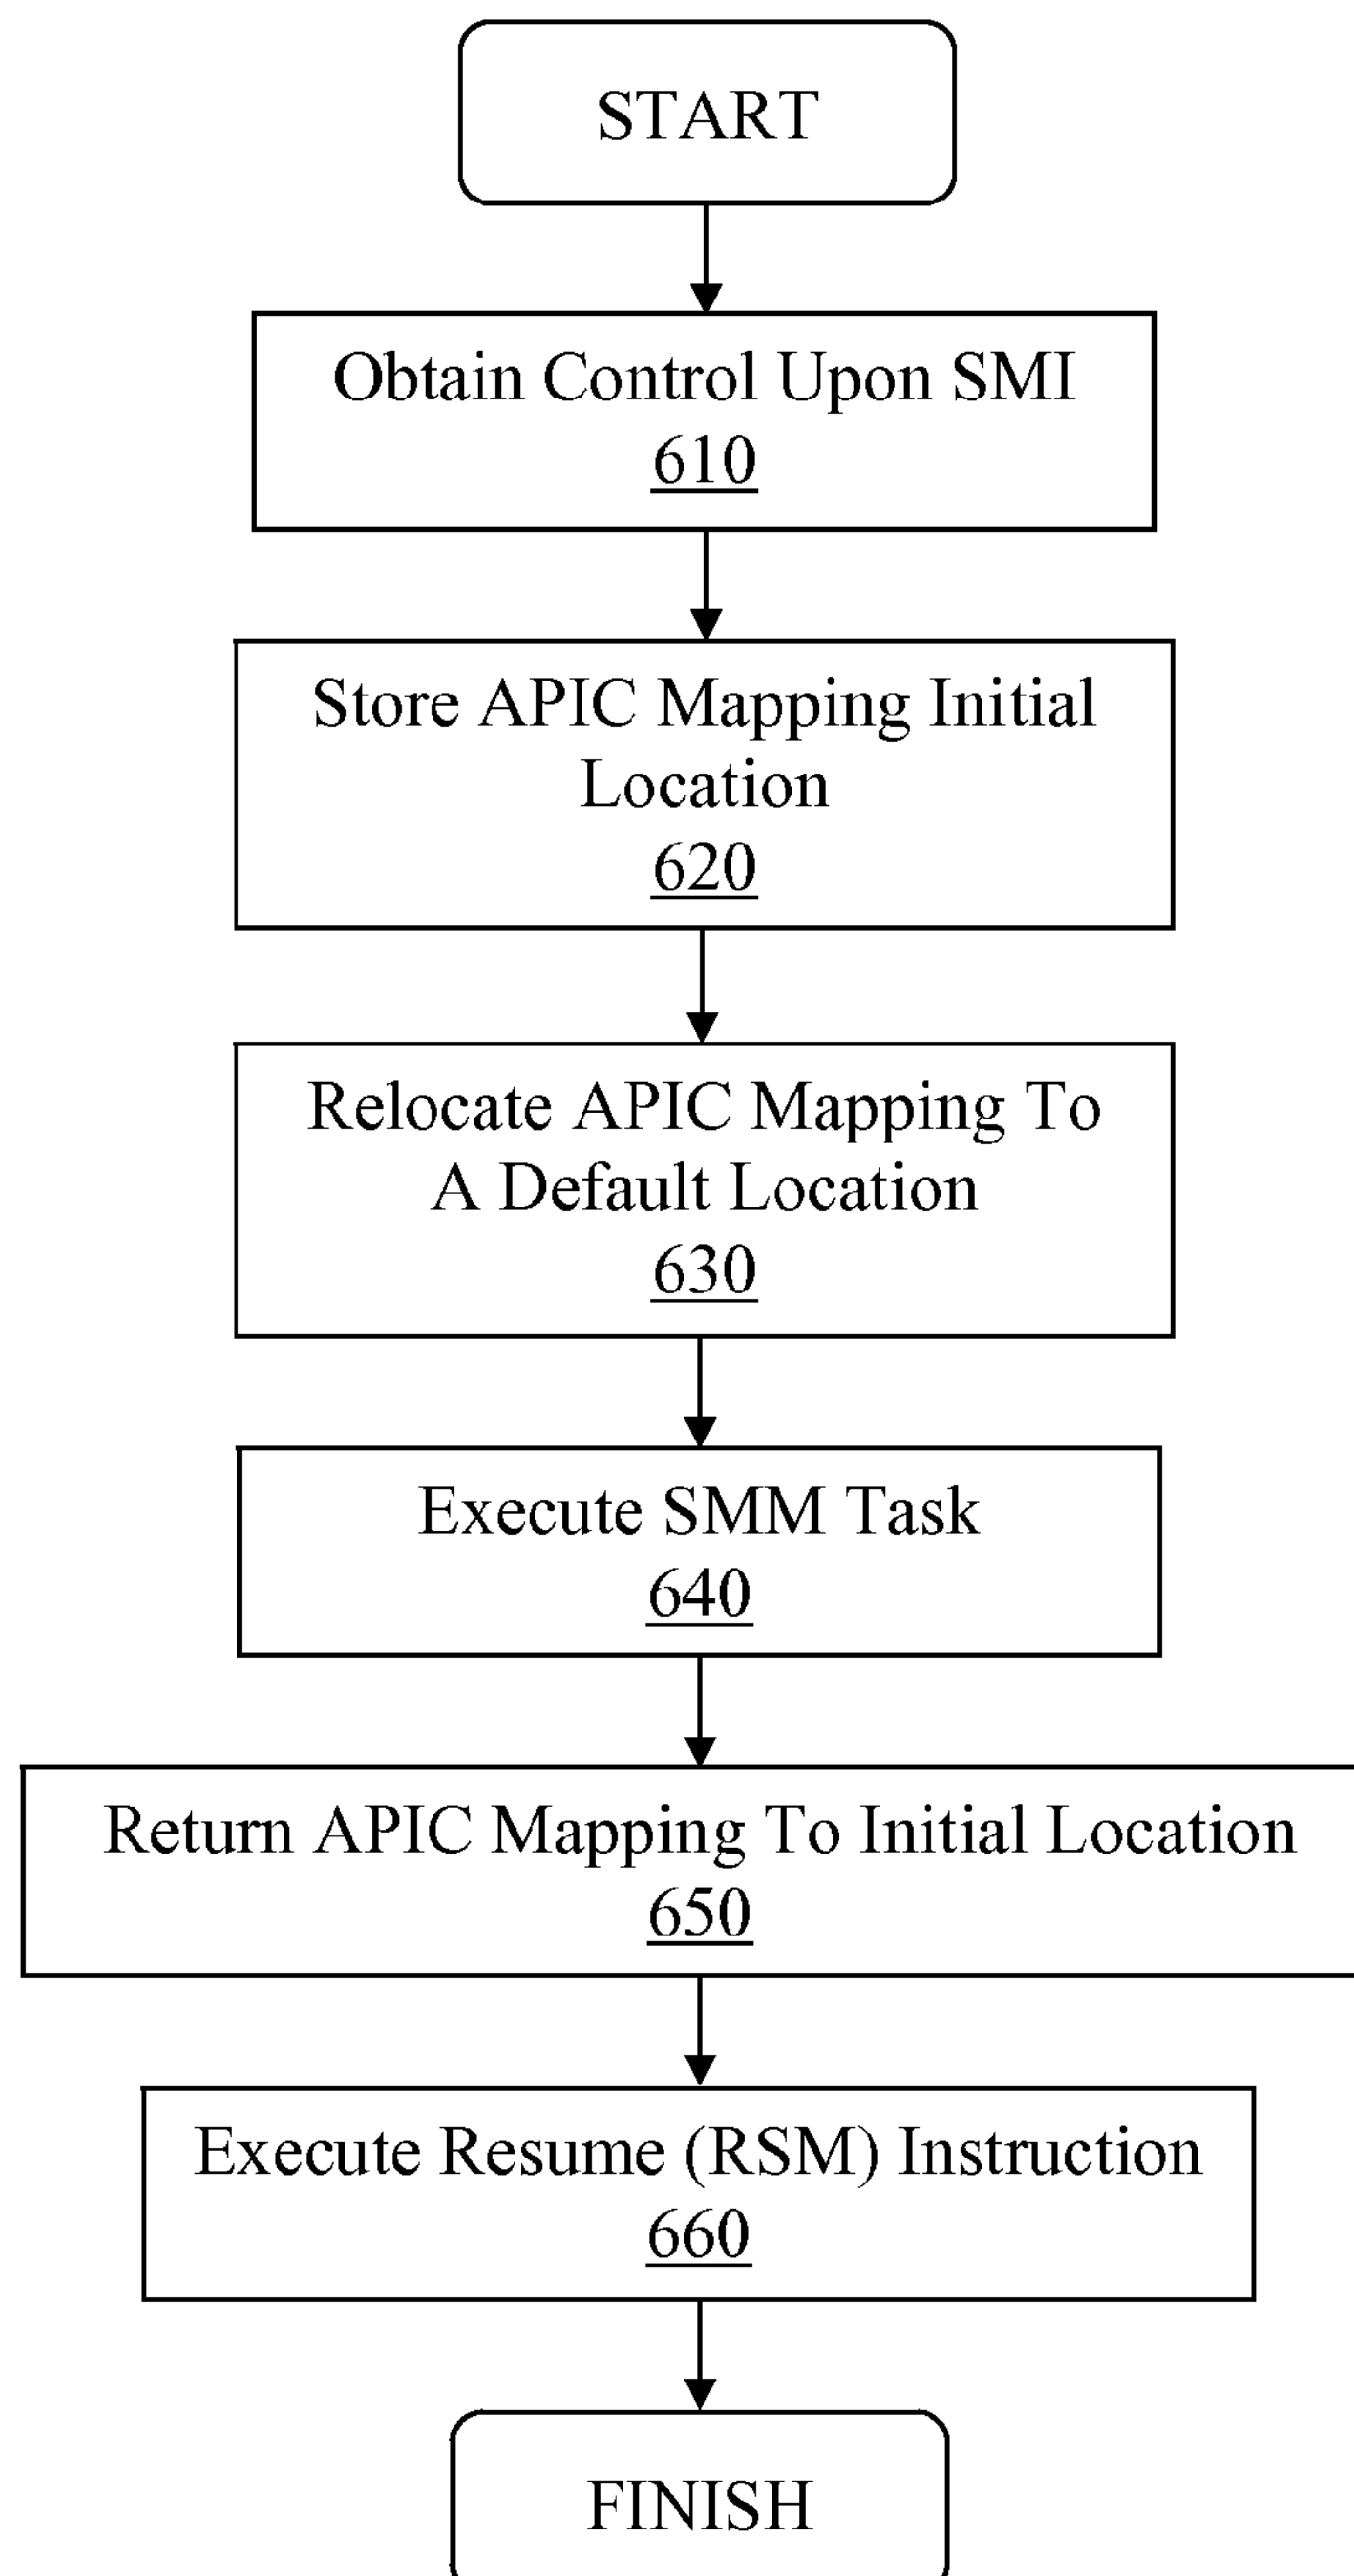 START
Obtain Control Upon SMI
610
Store APIC Mapping Initial
Location
620
Relocate APIC Mapping To
A Default Location
630
Execute SMM Task
640
Return APIC Mapping To Initial Location
650
Execute Resume (RSM) Instruction
660
FINISH